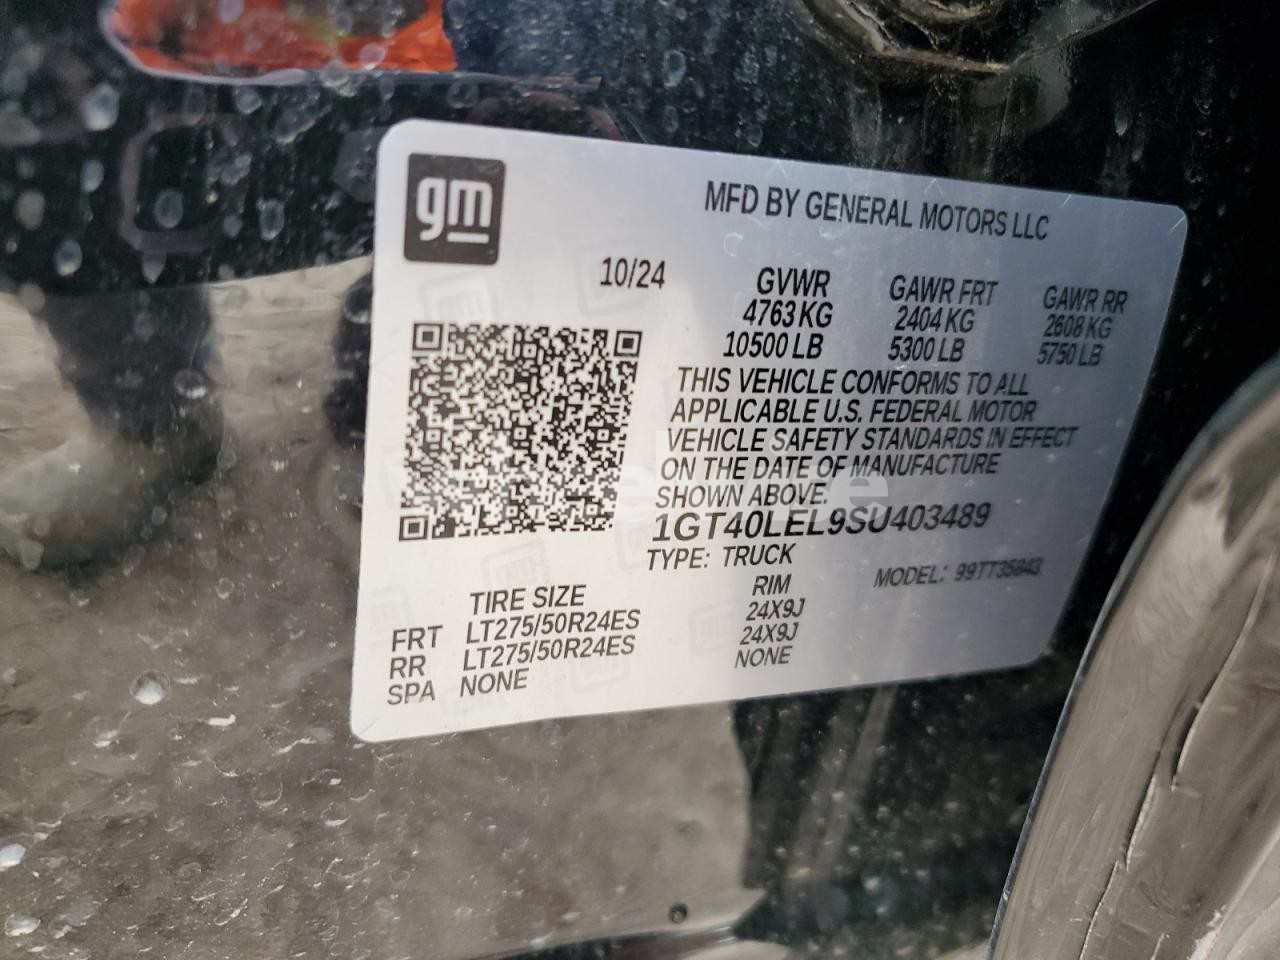 gm
MFD BY GENERAL MOTORS LLC
10/24 GVWR GAWR FRT GAWR RR
4763 KG 2404 KG 2608 KG
10500 LB 5300 LB 5750 LB
THIS VEHICLE CONFORMS TO ALL
APPLICABLE U.S. FEDERAL MOTOR
VEHICLE SAFETY STANDARDS IN EFFECT
ON THE DATE OF MANUFACTURE
SHOWN ABOVE.
1GT40LEL9SU403489
TYPE: TRUCK MODEL: 99TT35843
TIRE SIZE RIM
FRT LT275/50R24ES 24X9J
RR LT275/50R24ES 24X9J
SPA NONE NONE